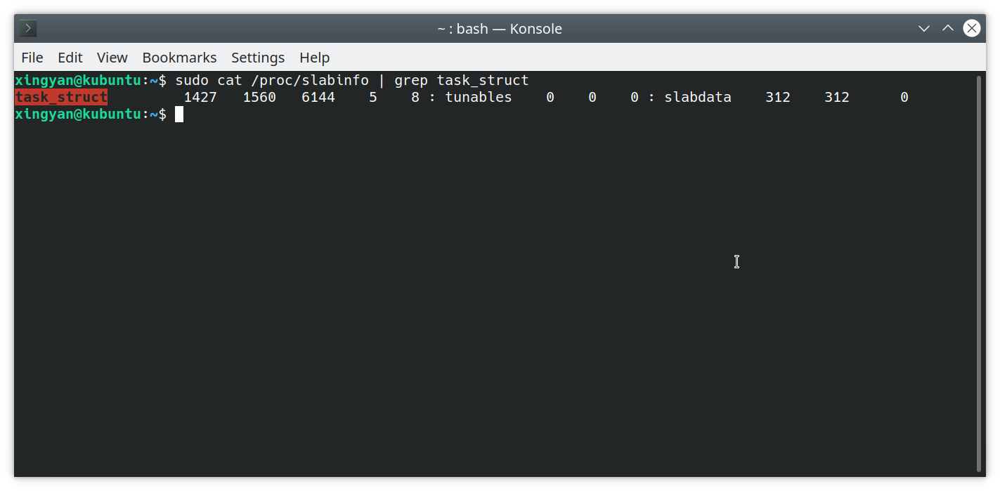 ~ : bash — Konsole
File Edit View Bookmarks Settings Help
xingyan@kubuntu:~$ sudo cat /proc/slabinfo | grep task_struct
task_struct         1427   1560   6144    5    8 : tunables    0    0    0 : slabdata    312    312      0
xingyan@kubuntu:~$